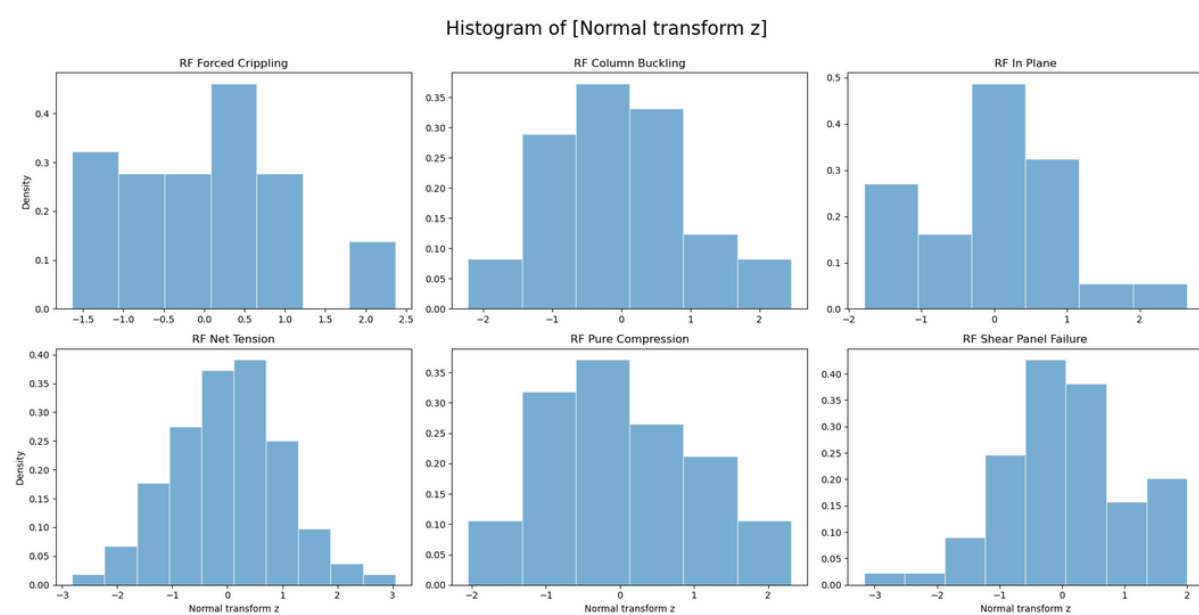 Histogram of [Normal transform z]
RF Forced Crippling
RF Column Buckling
RF In Plane
Density
0.4
0.3
0.2
0.1
0.0
−1.5 −1.0 −0.5 0.0 0.5 1.0 1.5 2.0 2.5
0.35
0.30
0.25
0.20
0.15
0.10
0.05
0.00
−2 −1 0 1 2
0.5
0.4
0.3
0.2
0.1
0.0
−2 −1 0 1 2
RF Net Tension
RF Pure Compression
RF Shear Panel Failure
Density
0.40
0.35
0.30
0.25
0.20
0.15
0.10
0.05
0.00
−3 −2 −1 0 1 2 3
Normal transform z
0.35
0.30
0.25
0.20
0.15
0.10
0.05
0.00
−2 −1 0 1 2
Normal transform z
0.40
0.35
0.30
0.25
0.20
0.15
0.10
0.05
0.00
−3 −2 −1 0 1 2
Normal transform z